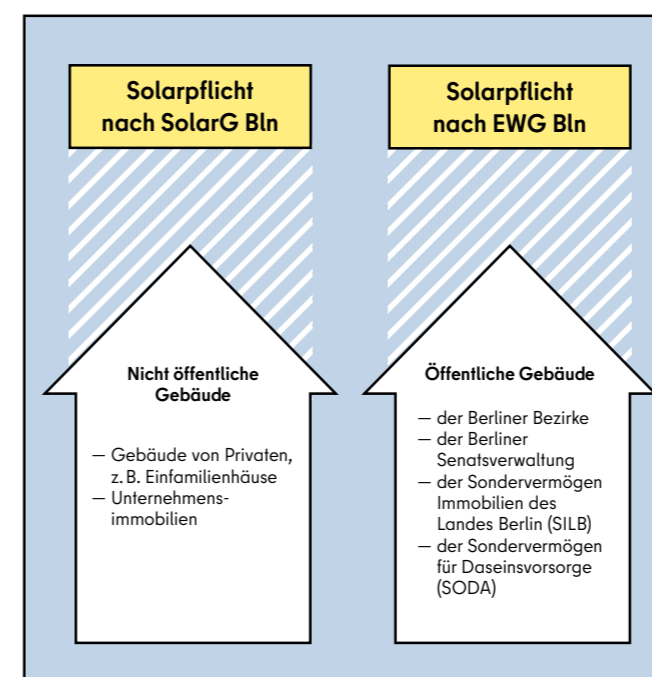 Solarpflicht
nach SolarG Bln
Nicht öffentliche
Gebäude
– Gebäude von Privaten,
z. B. Einfamilienhäuse
– Unternehmens-
immobilien
Solarpflicht
nach EWG Bln
Öffentliche Gebäude
– der Berliner Bezirke
– der Berliner
Senatsverwaltung
– der Sondervermögen
Immobilien des
Landes Berlin (SILB)
– der Sondervermögen
für Daseinsvorsorge
(SODA)